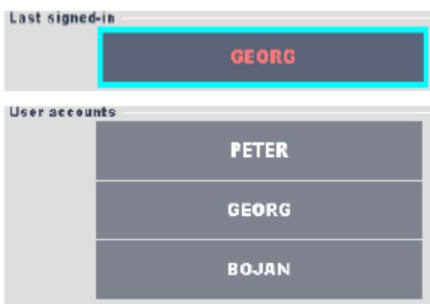 Last signed-in
GEORG
User accounts
PETER
GEORG
BOJAN